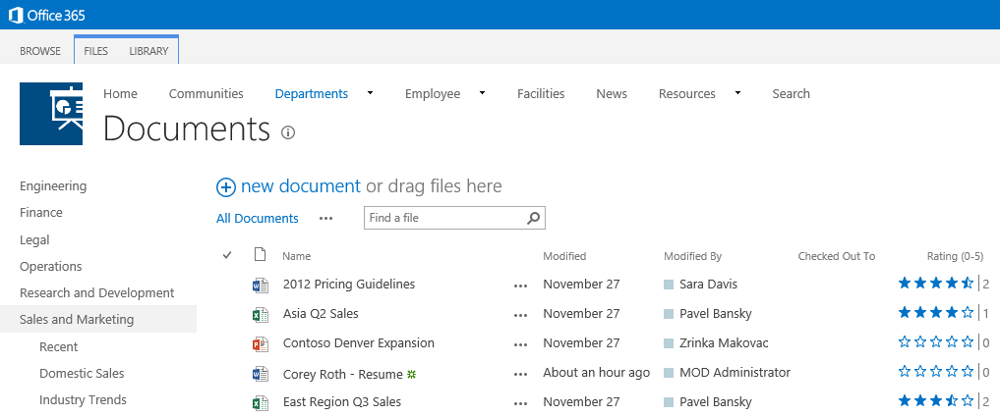 Office 365
BROWSE FILES LIBRARY
Home Communities Departments Employee Facilities News Resources Search
Documents
Engineering
Finance
Legal
Operations
Research and Development
Sales and Marketing
Recent
Domestic Sales
Industry Trends
new document or drag files here
All Documents ... Find a file
Name Modified Modified By Checked Out To Rating (0-5)
2012 Pricing Guidelines ... November 27 Sara Davis 2
Asia Q2 Sales ... November 27 Pavel Bansky 1
Contoso Denver Expansion ... November 27 Zrinka Makovac 0
Corey Roth - Resume ... About an hour ago MOD Administrator 0
East Region Q3 Sales ... November 27 Pavel Bansky 2